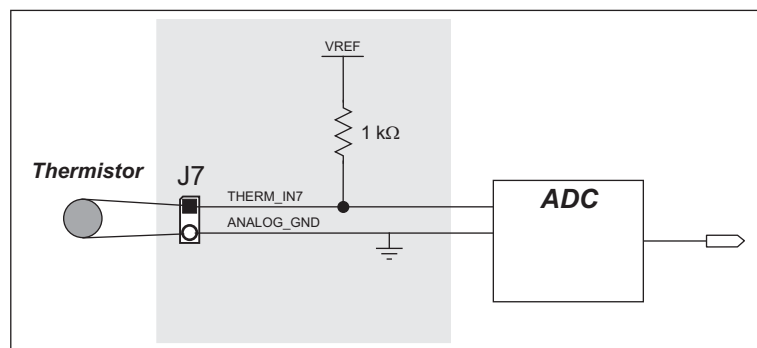 VREF
1 kΩ
Thermistor
J7
THERM_IN7
ANALOG_GND
ADC